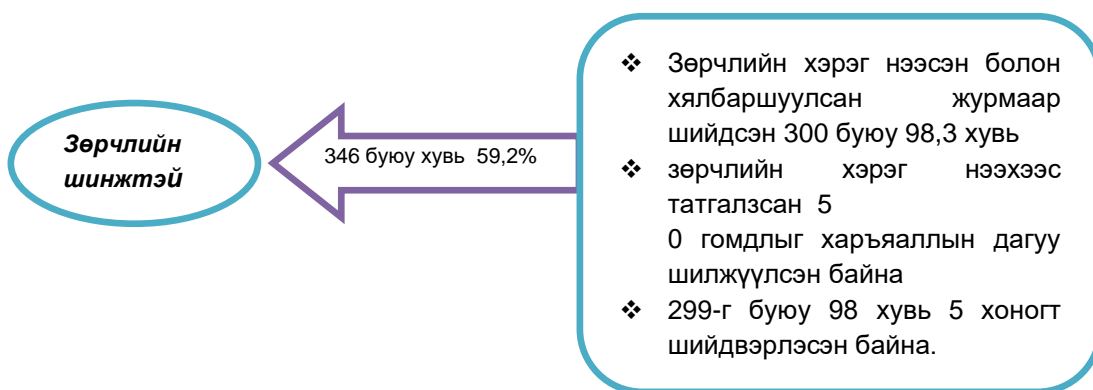 Зөрчлийн
шинжтэй
346 буюу хувь 59,2%
❖ Зөрчлийн хэрэг нээсэн болон
хялбаршуулсан журмаар
шийдсэн 300 буюу 98,3 хувь
❖ зөрчлийн хэрэг нээхээс
татгалзсан 5
0 гомдлыг харъяаллын дагуу
шилжүүлсэн байна
❖ 299-г буюу 98 хувь 5 хоногт
шийдвэрлэсэн байна.